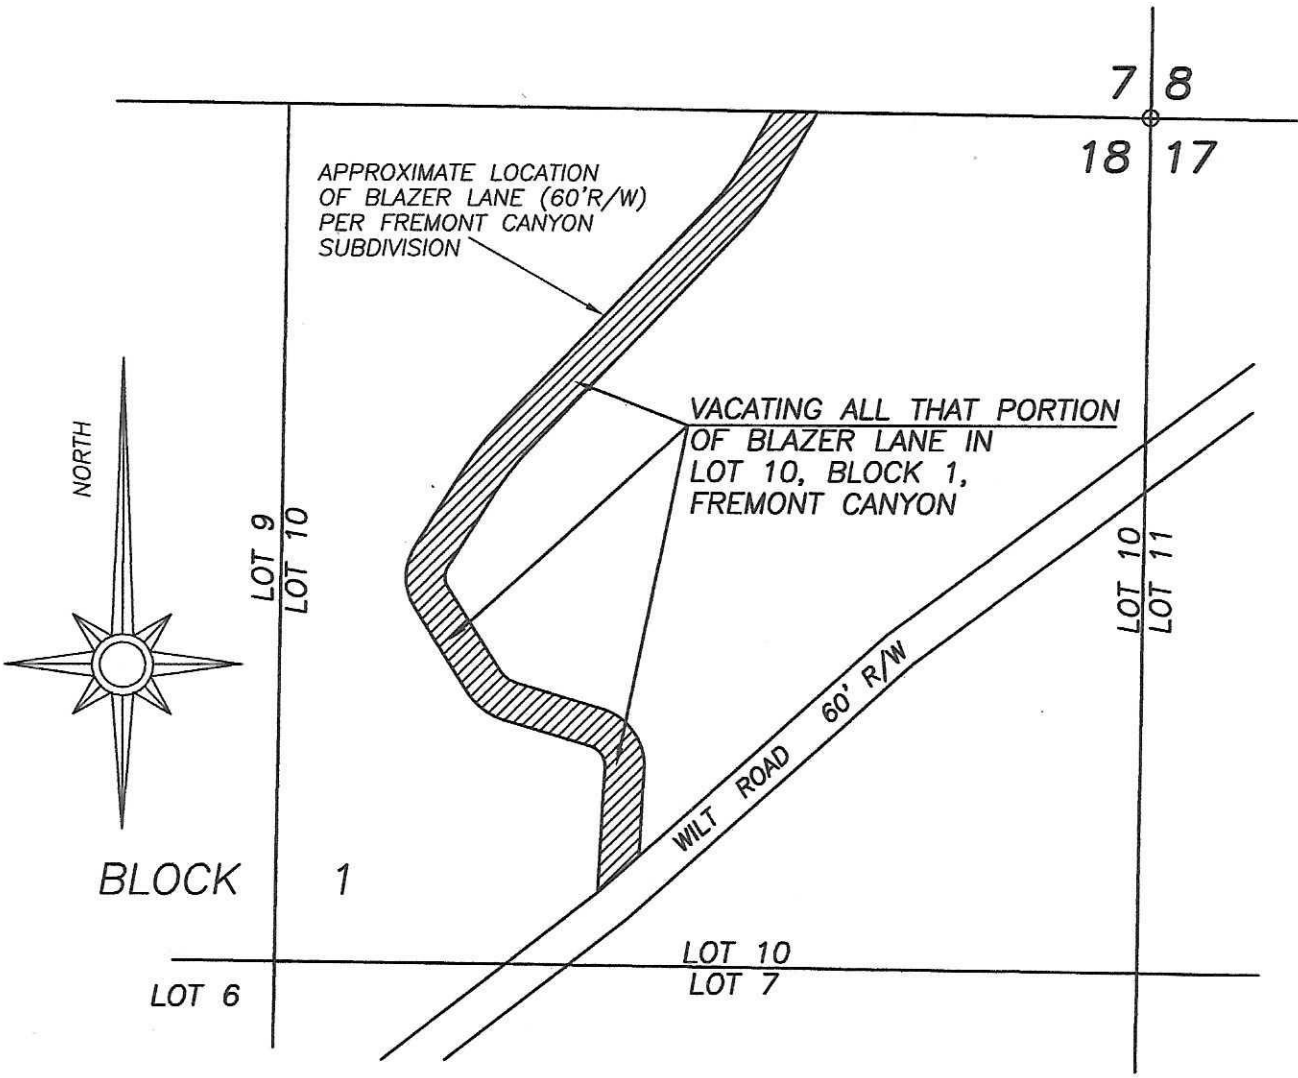 7 8
18 17
APPROXIMATE LOCATION
OF BLAZER LANE (60'R/W)
PER FREMONT CANYON
SUBDIVISION
VACATING ALL THAT PORTION
OF BLAZER LANE IN
LOT 10, BLOCK 1,
FREMONT CANYON
NORTH
LOT 9
LOT 10
LOT 10
LOT 11
WILT ROAD 60' R/W
BLOCK 1
LOT 10
LOT 6
LOT 7